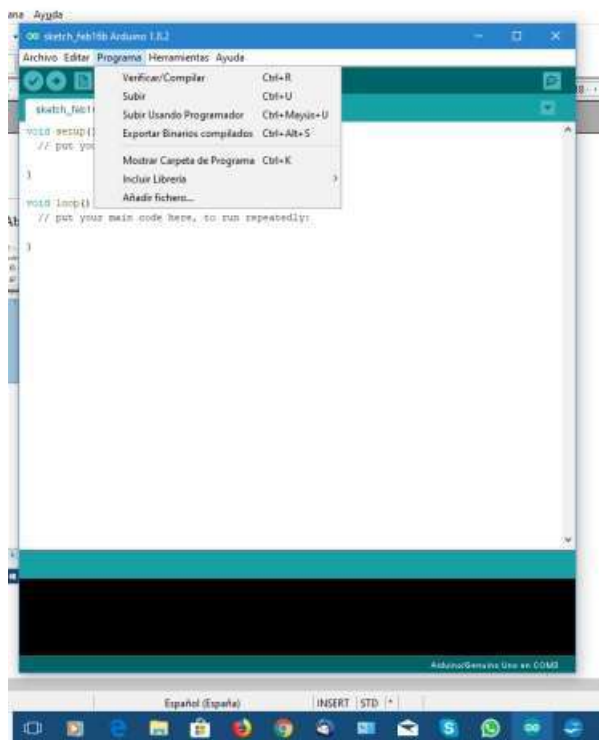 Ayuda
sketch_feb16b Arduino 1.8.2
Archivo Editar Programa Herramientas Ayuda
Verificar/Compilar Ctrl+R
Subir Ctrl+U
Subir Usando Programador Ctrl+Mayús+U
Exportar Binarios compilados Ctrl+Alt+S
Mostrar Carpeta de Programa Ctrl+K
Incluir Librería
Añadir fichero...
sketch_feb1
void setup()
// put you
}
void loop()
// put your main code here, to run repeatedly:
}
Arduino/Genuino Uno en COM3
Español (España) INSERT STD *